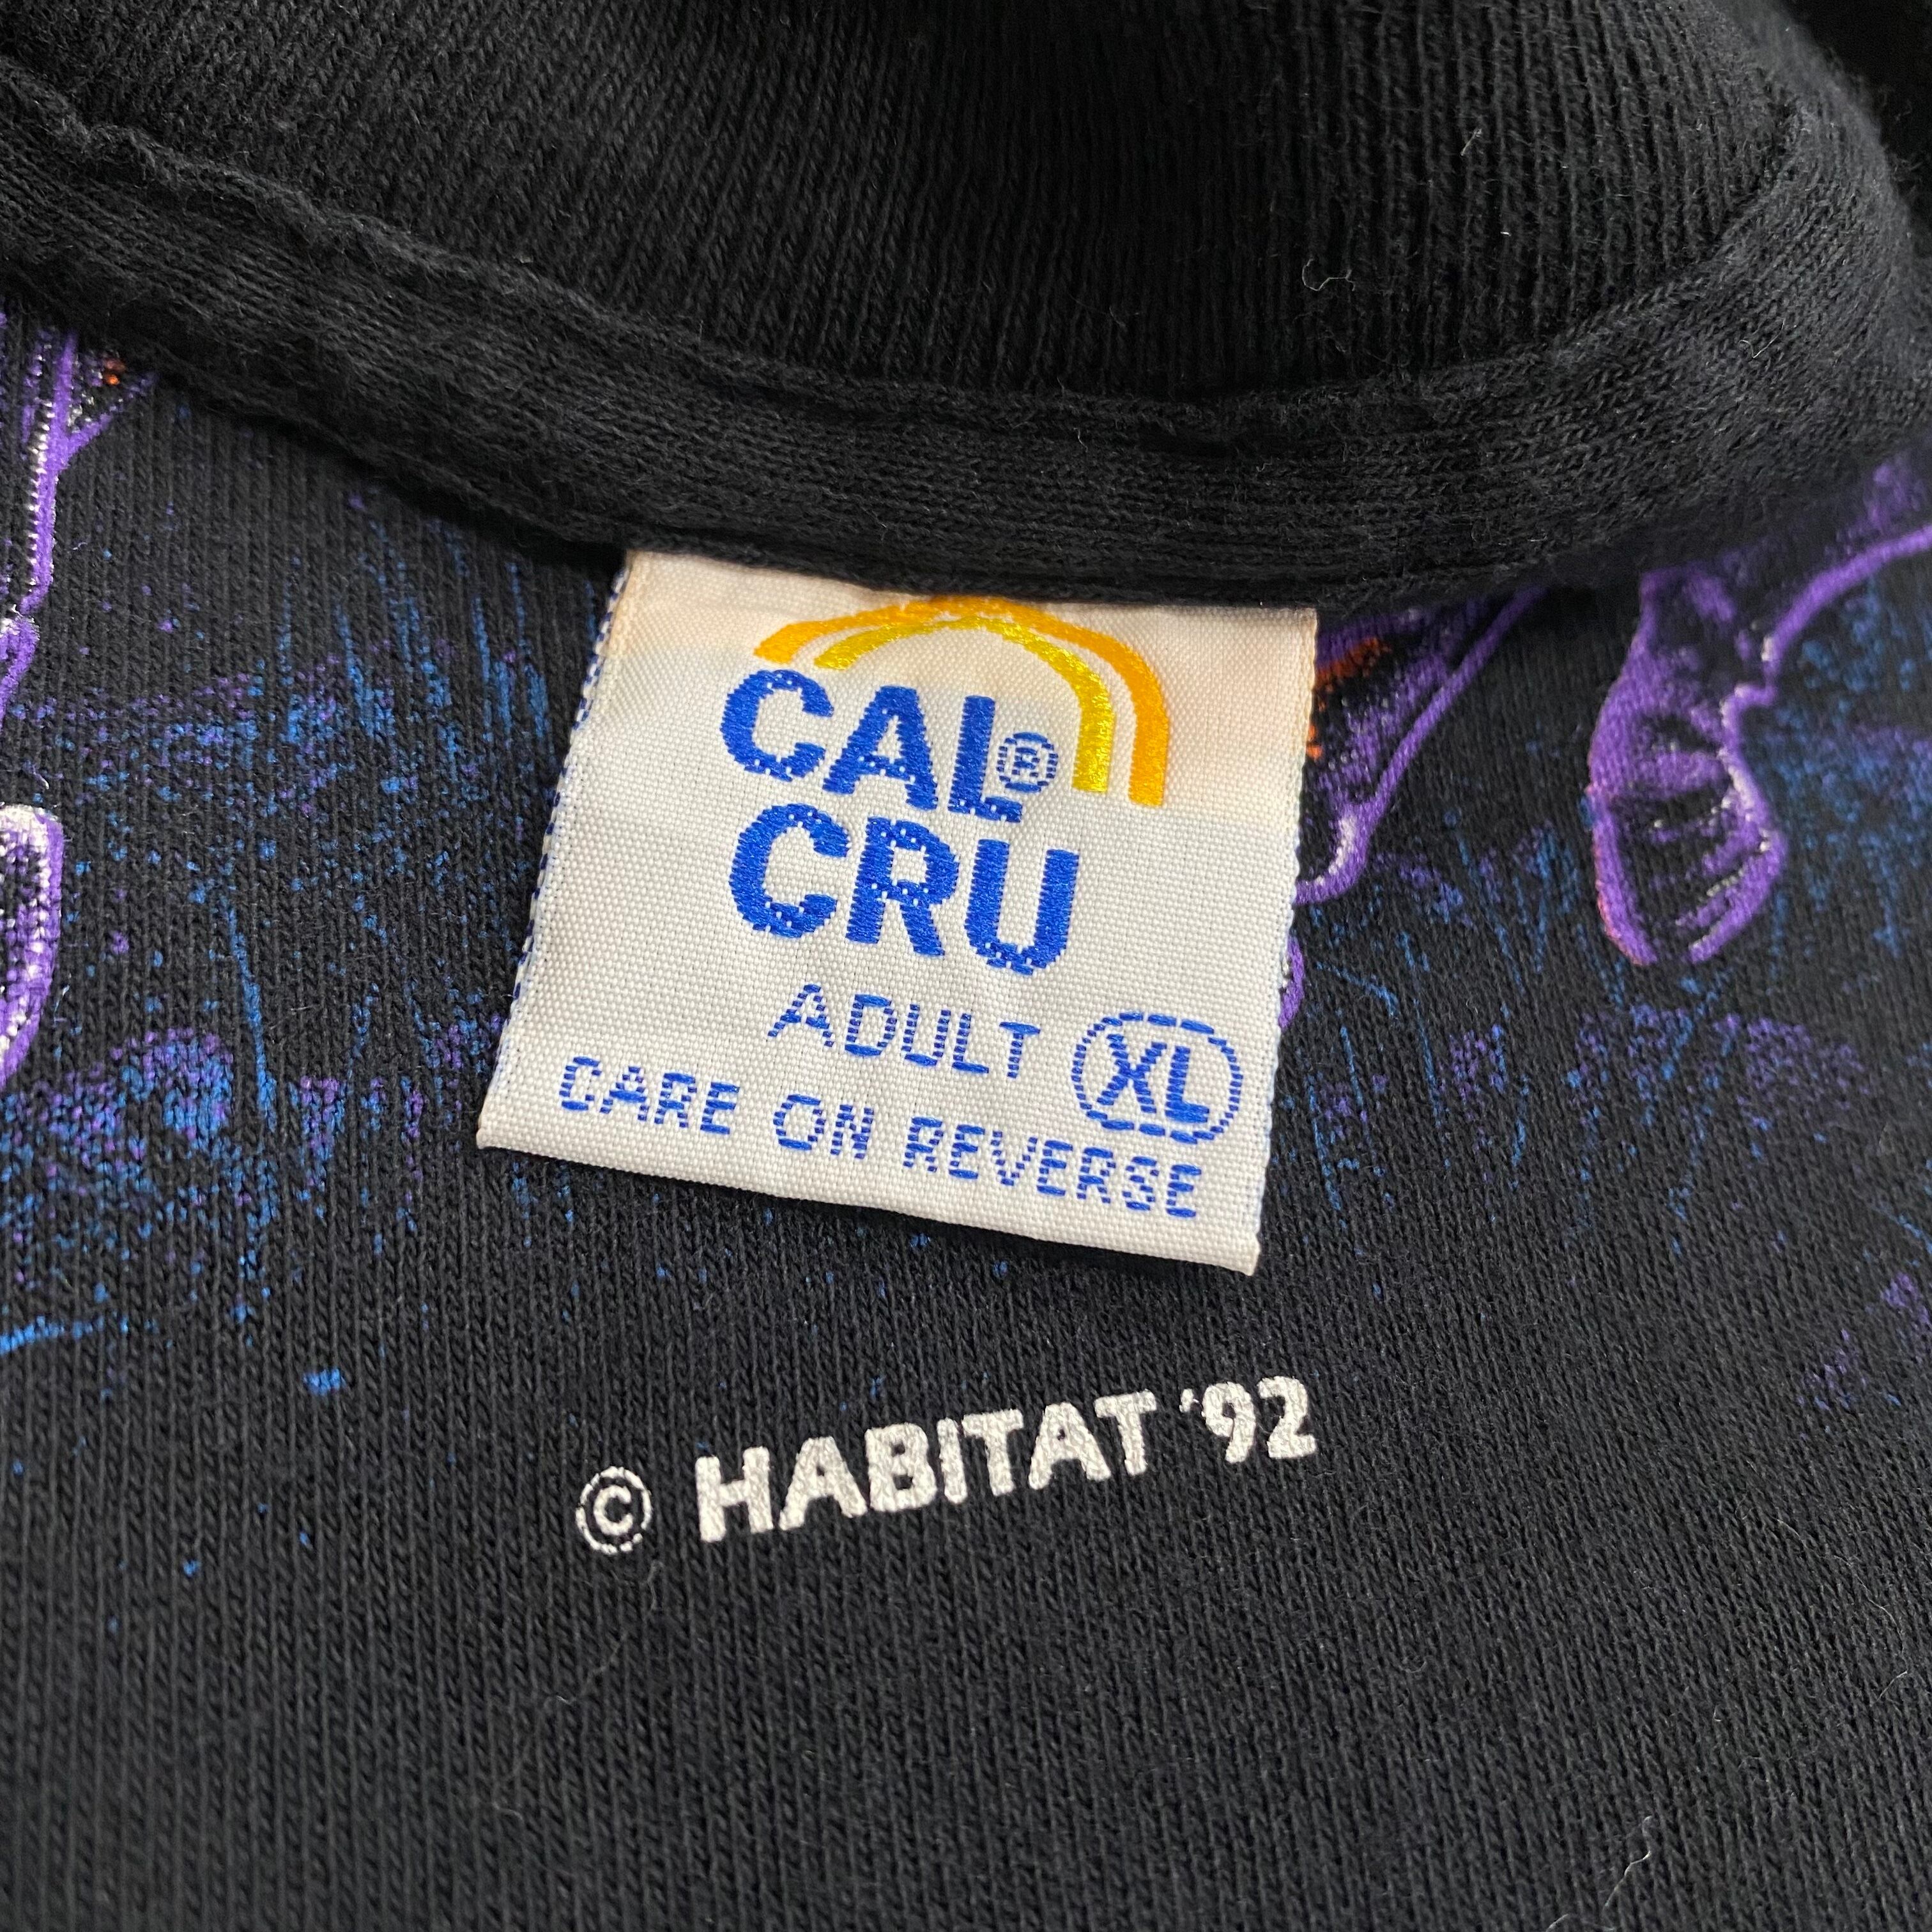 CAL®
CRU
ADULT XL
CARE ON REVERSE
© HABITAT '92